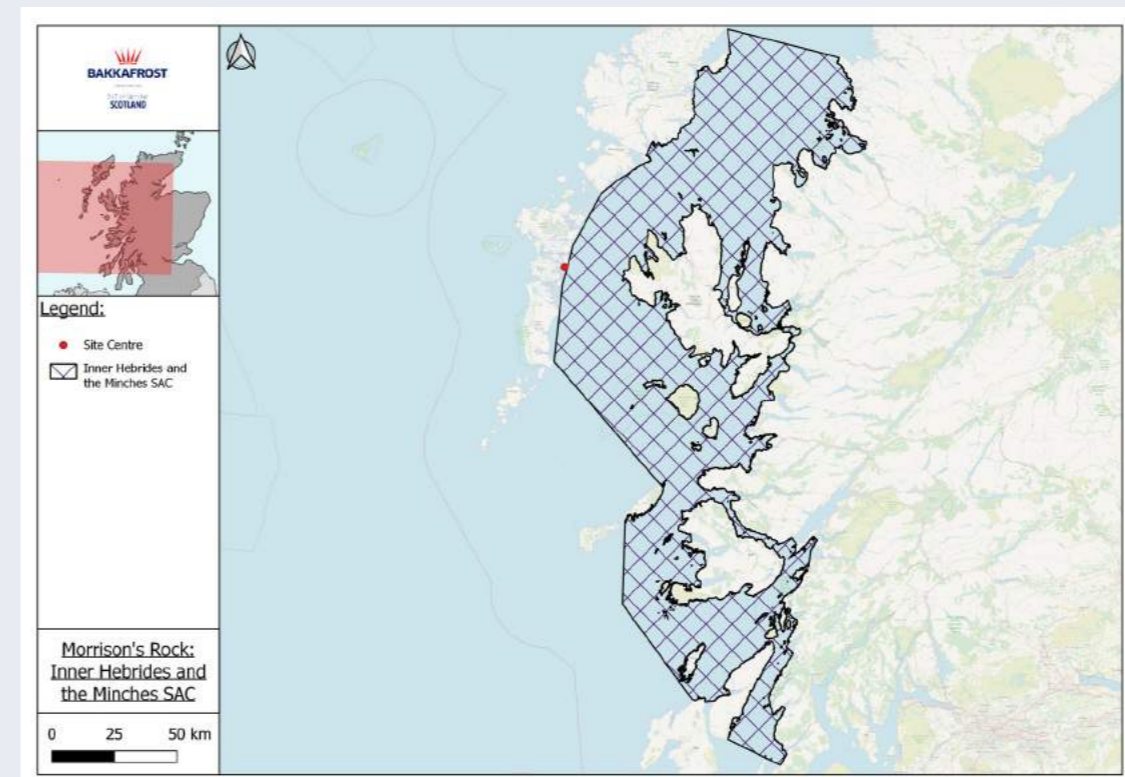 BAKKAFROST
SCOTLAND
Legend:
Site Centre
Inner Hebrides and
the Minches SAC
Morrison's Rock:
Inner Hebrides and
the Minches SAC
0 25 50 km